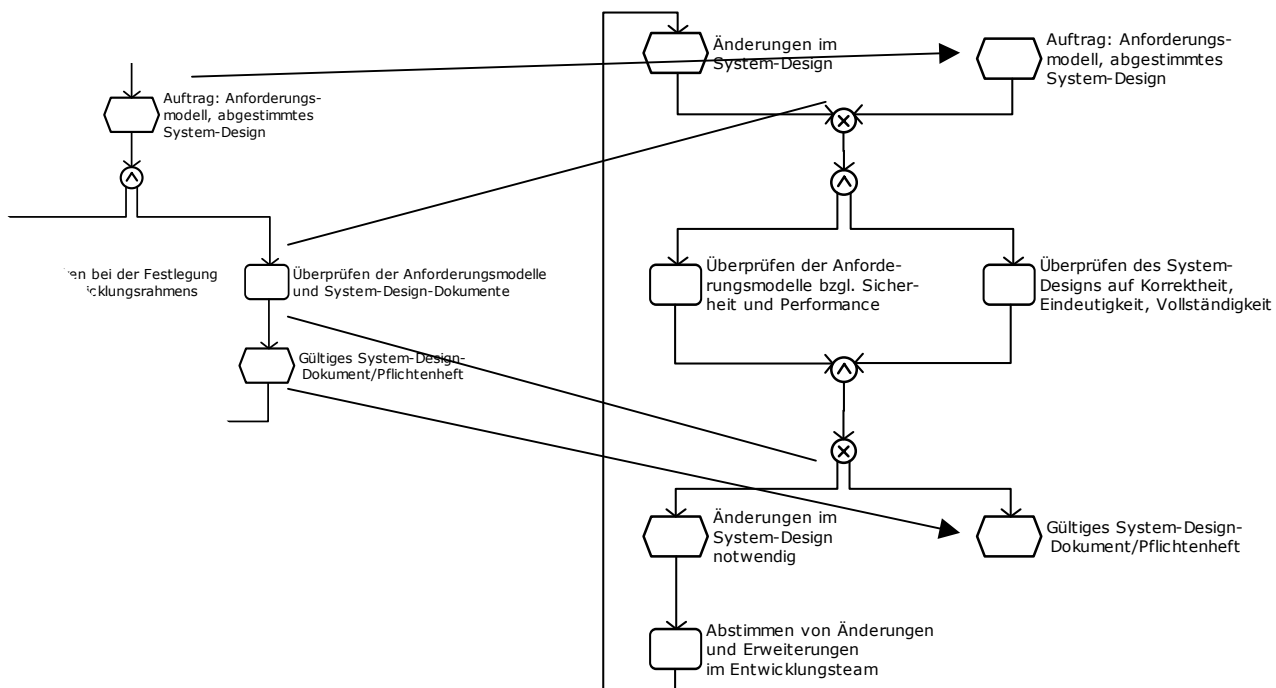 Auftrag: Anforderungs-
modell, abgestimmtes
System-Design
bei der Festlegung
Überprüfen der Anforderungsmodelle
und System-Design-Dokumente
Gültiges System-Design-
Dokument/Pflichtenheft
Änderungen im
System-Design
Auftrag: Anforderungs-
modell, abgestimmtes
System-Design
Überprüfen der Anforde-
rungsmodelle bzgl. Sicher-
heit und Performance
Überprüfen des System-
Designs auf Korrektheit,
Eindeutigkeit, Vollständigkeit
Änderungen im
System-Design
notwendig
Gültiges System-Design-
Dokument/Pflichtenheft
Abstimmen von Änderungen
und Erweiterungen
im Entwicklungsteam